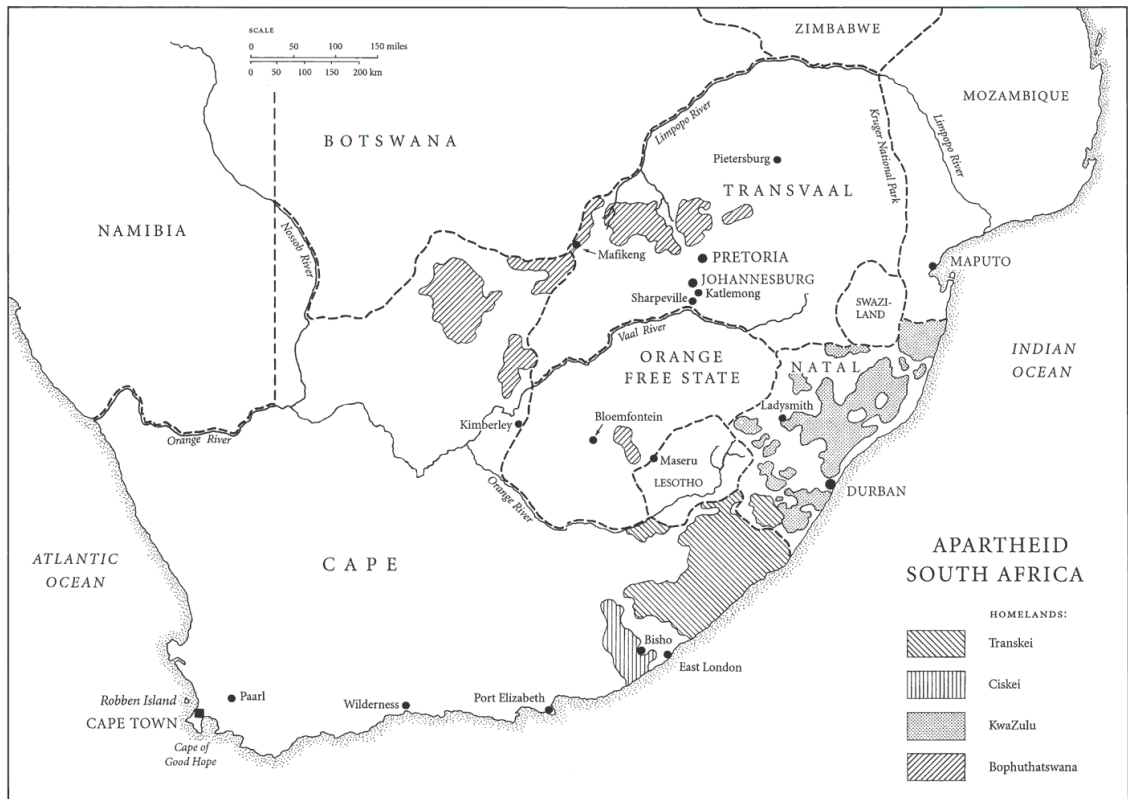 SCALE
0 50 100 150 miles
0 50 100 150 200 km
ZIMBABWE
MOZAMBIQUE
BOTSWANA
Limpopo River
Kruger National Park
Limpopo River
Pietersburg
TRANSVAAL
NAMIBIA
Nossob River
Mafikeng
PRETORIA
MAPUTO
JOHANNESBURG
Katlemong
Sharpeville
SWAZI-
LAND
Vaal River
ORANGE
FREE STATE
NATAL
INDIAN
OCEAN
Ladysmith
Bloemfontein
Kimberley
Orange River
Maseru
LESOTHO
Orange River
DURBAN
ATLANTIC
OCEAN
CAPE
APARTHEID
SOUTH AFRICA
HOMELANDS:
Transkei
Ciskei
KwaZulu
Bophuthatswana
Bisho
East London
Robben Island
Paarl
Wilderness
Port Elizabeth
CAPE TOWN
Cape of
Good Hope